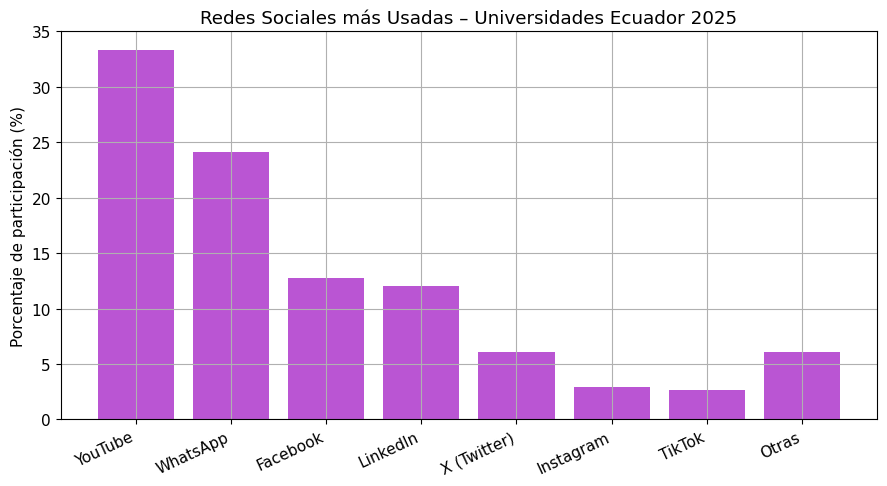 Redes Sociales más Usadas – Universidades Ecuador 2025
Porcentaje de participación (%)
35
30
25
20
15
10
5
0
YouTube
WhatsApp
Facebook
LinkedIn
X (Twitter)
Instagram
TikTok
Otras